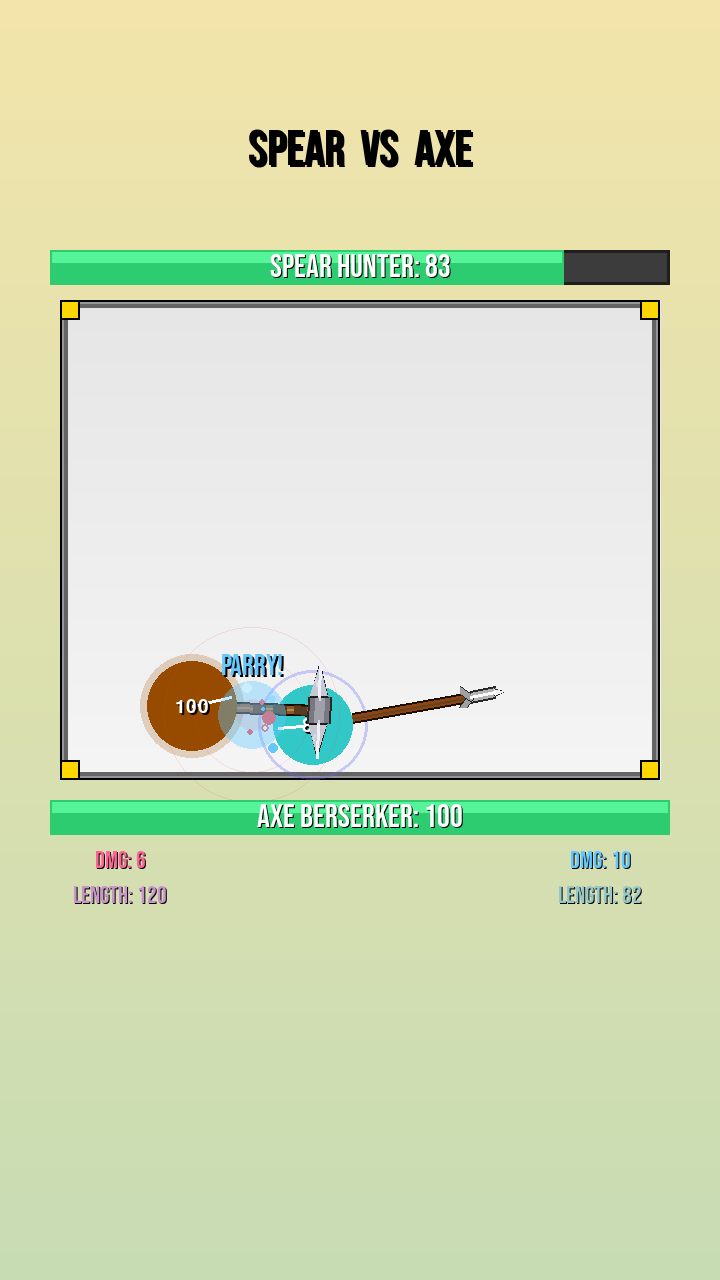 SPEAR VS AXE
SPEAR HUNTER: 83
PARRY!
100
AXE BERSERKER: 100
DMG: 6
DMG: 10
LENGTH: 120
LENGTH: 82